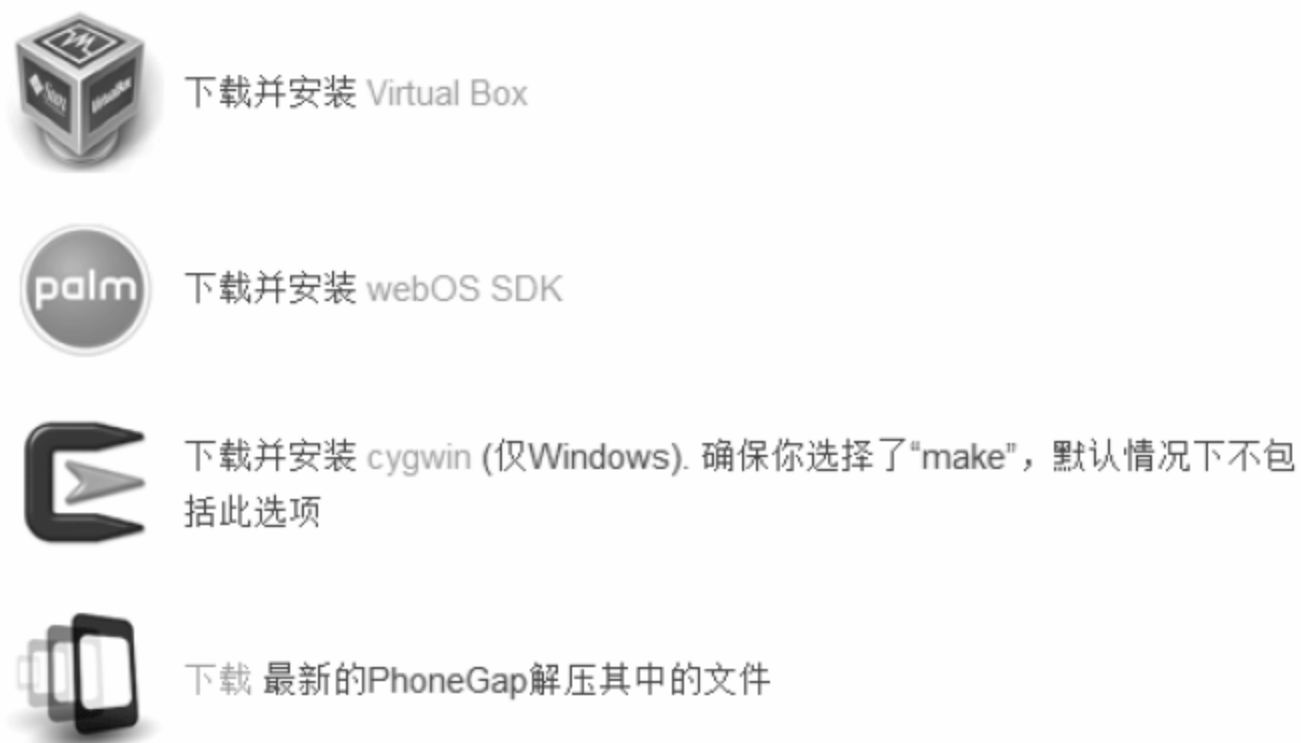 下载并安装 Virtual Box
palm
下载并安装 webOS SDK
下载并安装 cygwin (仅Windows). 确保你选择了“make”，默认情况下不包
括此选项
下载 最新的PhoneGap解压其中的文件